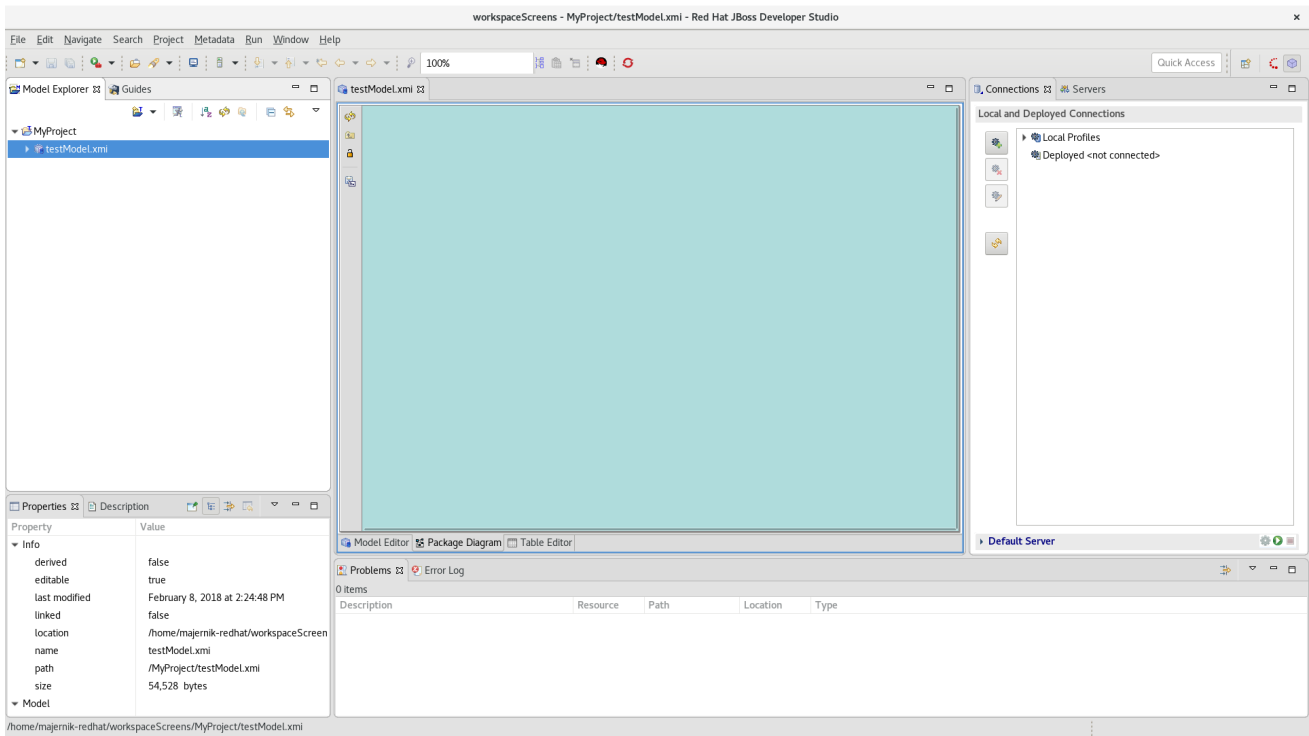 workspaceScreens - MyProject/testModel.xmi - Red Hat JBoss Developer Studio
File Edit Navigate Search Project Metadata Run Window Help
100%
Quick Access
Model Explorer
Guides
MyProject
testModel.xmi
testModel.xmi
Model Editor
Package Diagram
Table Editor
Connections
Servers
Local and Deployed Connections
Local Profiles
Deployed <not connected>
Default Server
Properties
Description
Property Value
Info
derived false
editable true
last modified February 8, 2018 at 2:24:48 PM
linked false
location /home/majernik-redhat/workspaceScreen
name testModel.xmi
path /MyProject/testModel.xmi
size 54,528 bytes
Model
Problems
Error Log
0 items
Description Resource Path Location Type
/home/majernik-redhat/workspaceScreens/MyProject/testModel.xmi